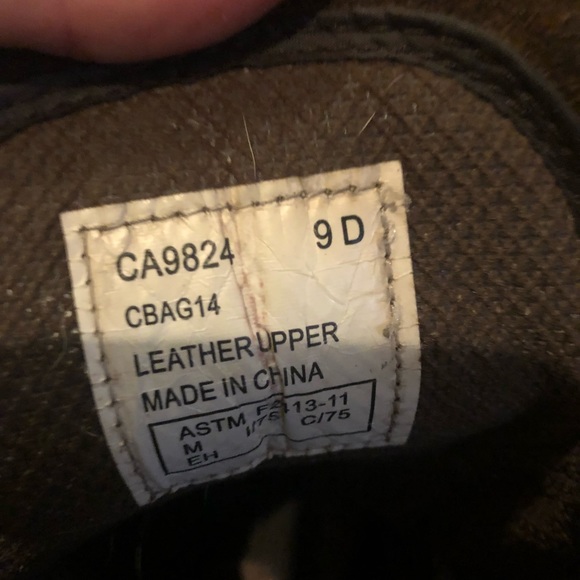 CA9824 9 D
CBAG14
LEATHER UPPER
MADE IN CHINA
ASTM F2413-11
M I/75 C/75
EH